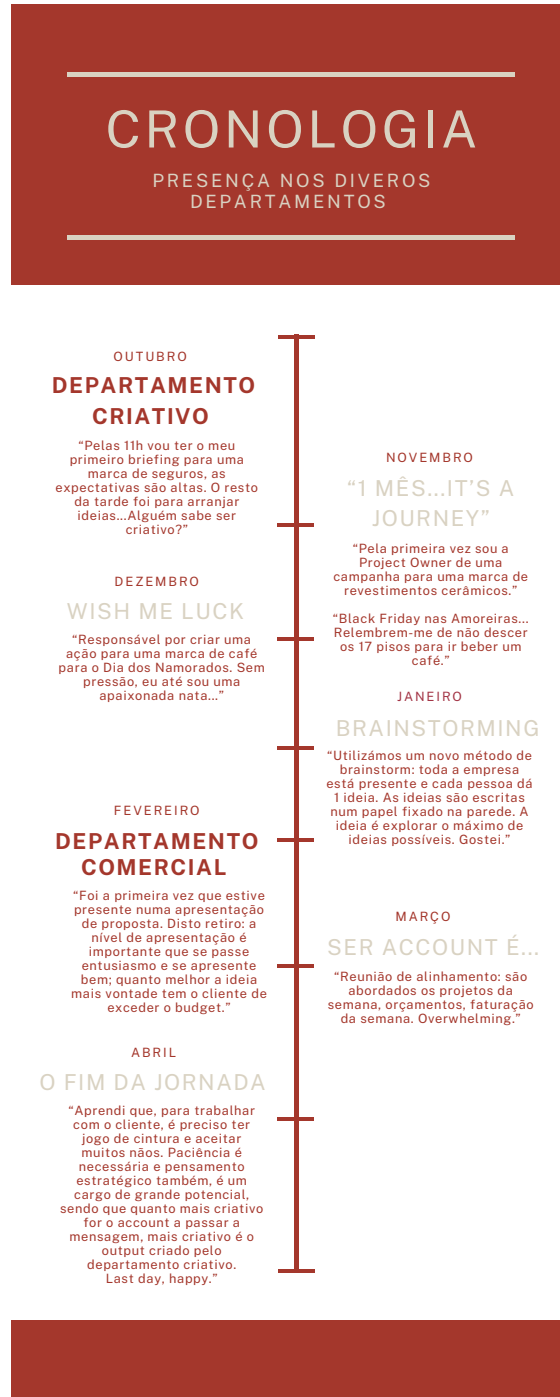 CRONOLOGIA
PRESENÇA NOS DIVEROS
DEPARTAMENTOS
OUTUBRO
DEPARTAMENTO
CRIATIVO
“Pelas 11h vou ter o meu
primeiro briefing para uma
marca de seguros, as
expectativas são altas. O resto
da tarde foi para arranjar
ideias...Alguém sabe ser
criativo?”
NOVEMBRO
“1 MÊS...IT’S A
JOURNEY”
“Pela primeira vez sou a
Project Owner de uma
campanha para uma marca de
revestimentos cerâmicos.”
“Black Friday nas Amoreiras...
Relembrem-me de não descer
os 17 pisos para ir beber um
café.”
DEZEMBRO
WISH ME LUCK
“Responsável por criar uma
ação para uma marca de café
para o Dia dos Namorados. Sem
pressão, eu até sou uma
apaixonada nata...”
JANEIRO
BRAINSTORMING
“Utilizámos um novo método de
brainstorm: toda a empresa
está presente e cada pessoa dá
1 ideia. As ideias são escritas
num papel fixado na parede. A
ideia é explorar o máximo de
ideias possíveis. Gostei.”
FEVEREIRO
DEPARTAMENTO
COMERCIAL
“Foi a primeira vez que estive
presente numa apresentação
de proposta. Disto retiro: a
nível de apresentação é
importante que se passe
entusiasmo e se apresente
bem; quanto melhor a ideia
mais vontade tem o cliente de
exceder o budget.”
MARÇO
SER ACCOUNT É...
“Reunião de alinhamento: são
abordados os projetos da
semana, orçamentos, faturação
da semana. Overwhelming.”
ABRIL
O FIM DA JORNADA
“Aprendi que, para trabalhar
com o cliente, é preciso ter
jogo de cintura e aceitar
muitos nãos. Paciência é
necessária e pensamento
estratégico também, é um
cargo de grande potencial,
sendo que quanto mais criativo
for o account a passar a
mensagem, mais criativo é o
output criado pelo
departamento criativo.
Last day, happy.”